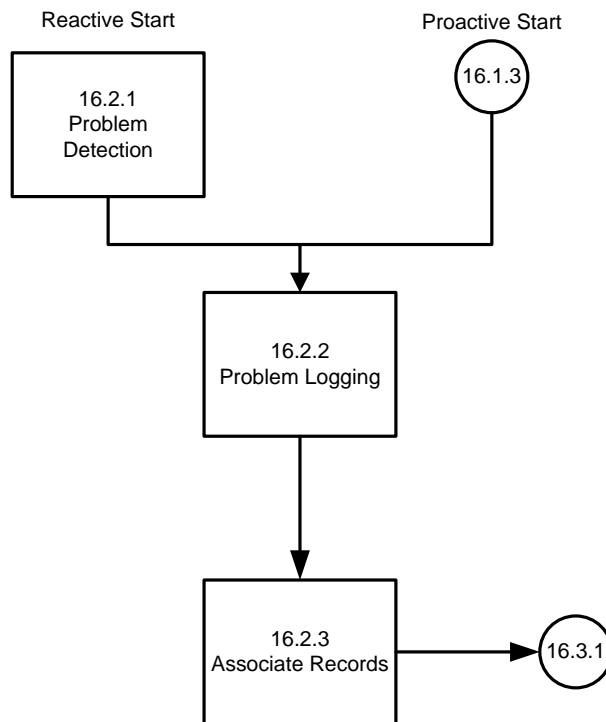 Reactive Start
Proactive Start
16.2.1
Problem
Detection
16.1.3
16.2.2
Problem Logging
16.2.3
Associate Records
16.3.1